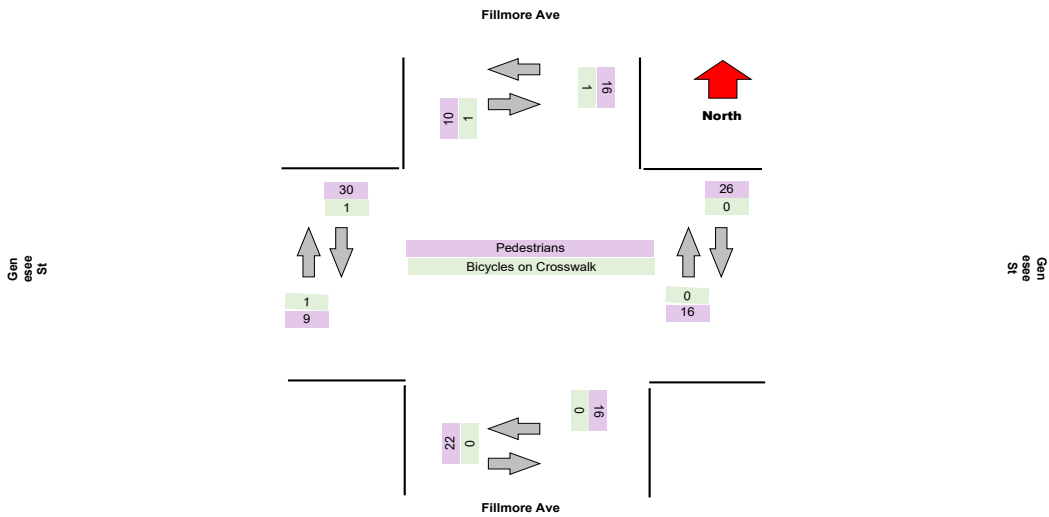 Fillmore Ave
1 16
10 1
North
30
1
26
0
Pedestrians
Bicycles on Crosswalk
Gen
esee
St
Gen
esee
St
1
9
0
16
0 16
22 0
Fillmore Ave